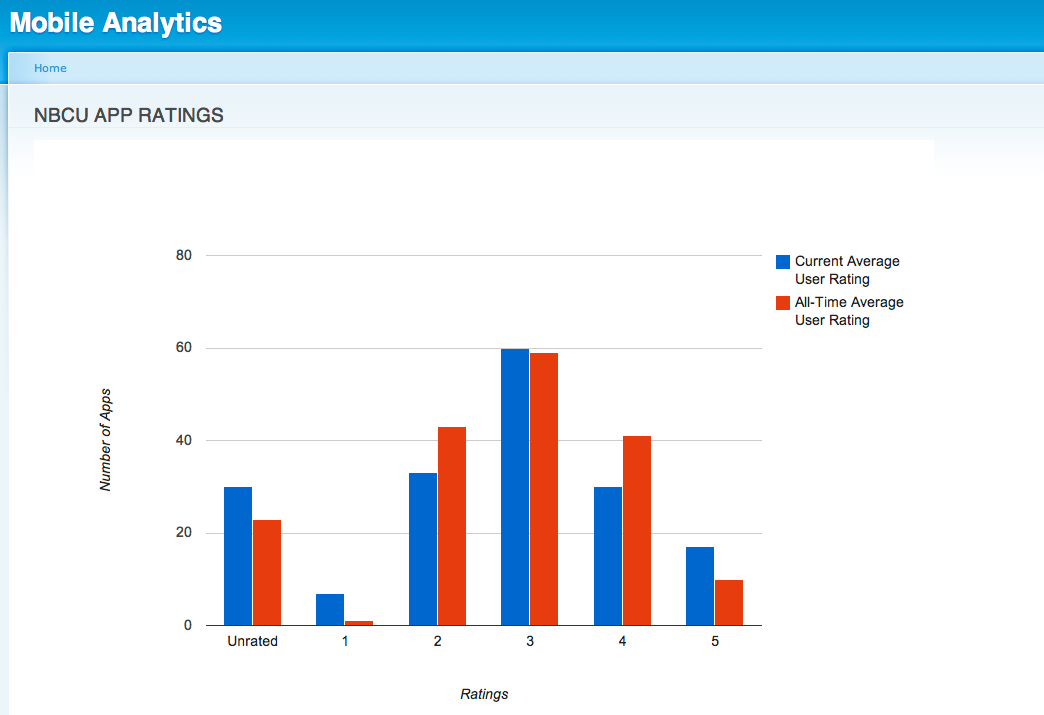 Mobile Analytics
Home
NBCU APP RATINGS
80
60
40
20
0
Number of Apps
Unrated 1 2 3 4 5
Ratings
Current Average
User Rating
All-Time Average
User Rating